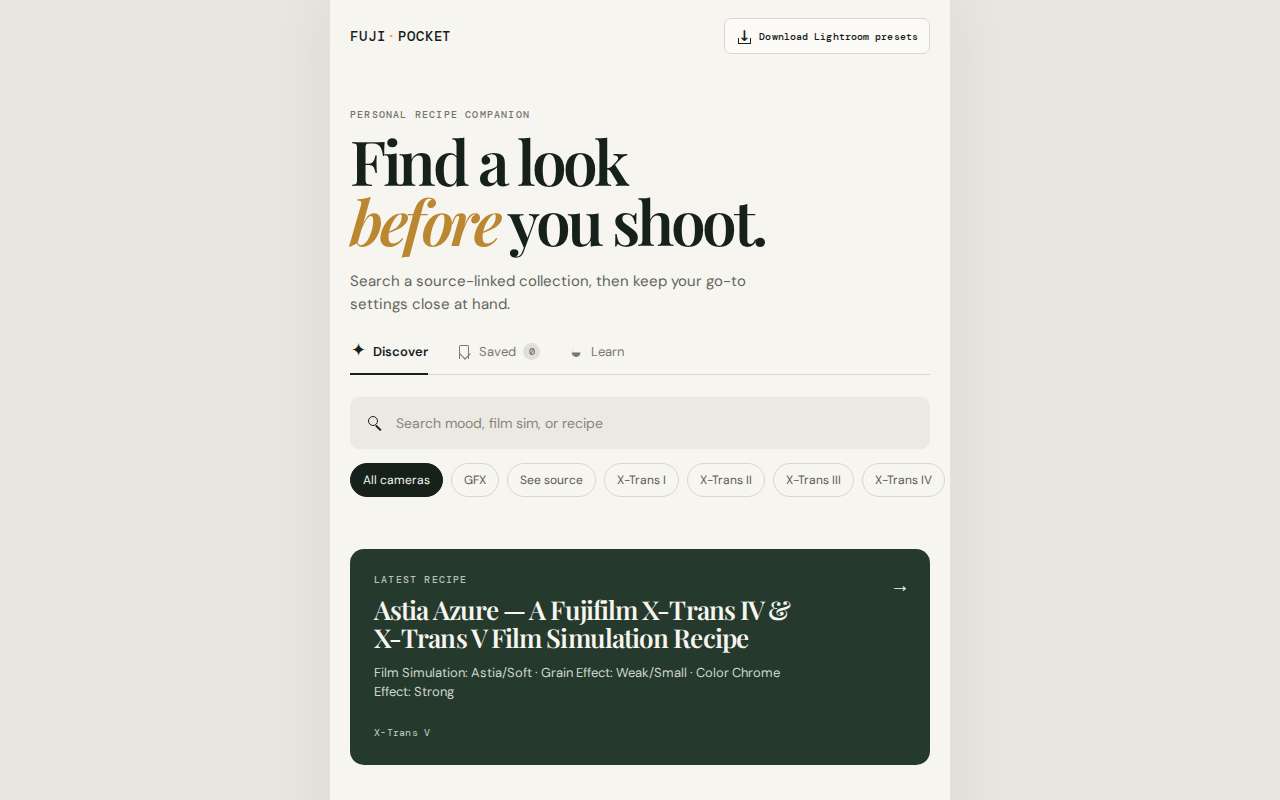 FUJI · POCKET
Download Lightroom presets
PERSONAL RECIPE COMPANION
Find a look
before you shoot.
Search a source-linked collection, then keep your go-to
settings close at hand.
Discover
Saved 0
Learn
Search mood, film sim, or recipe
All cameras
GFX
See source
X-Trans I
X-Trans II
X-Trans III
X-Trans IV
LATEST RECIPE
→
Astia Azure — A Fujifilm X-Trans IV &
X-Trans V Film Simulation Recipe
Film Simulation: Astia/Soft · Grain Effect: Weak/Small · Color Chrome
Effect: Strong
X-Trans V